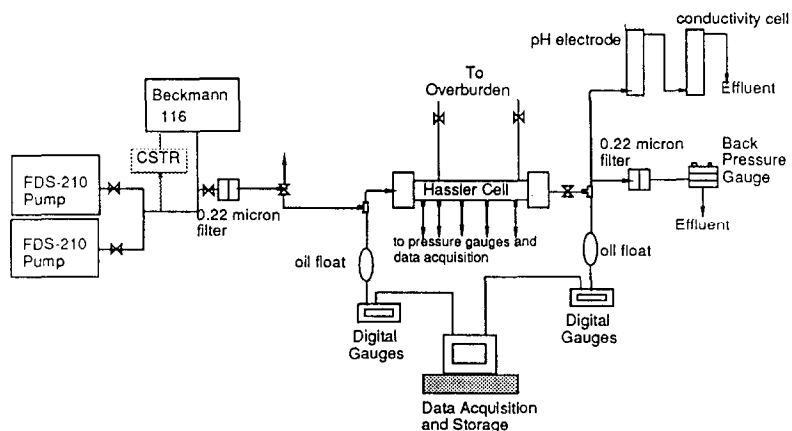 conductivity cell
pH electrode
To
Overburden
Effluent
Beckmann
116
CSTR
0.22 micron
filter
Back
Pressure
Gauge
FDS-210
Pump
Hassler Cell
0.22 micron
filter
Effluent
FDS-210
Pump
to pressure gauges and
data acquisition
oil float
oil float
Digital
Gauges
Digital
Gauges
Data Acquisition
and Storage